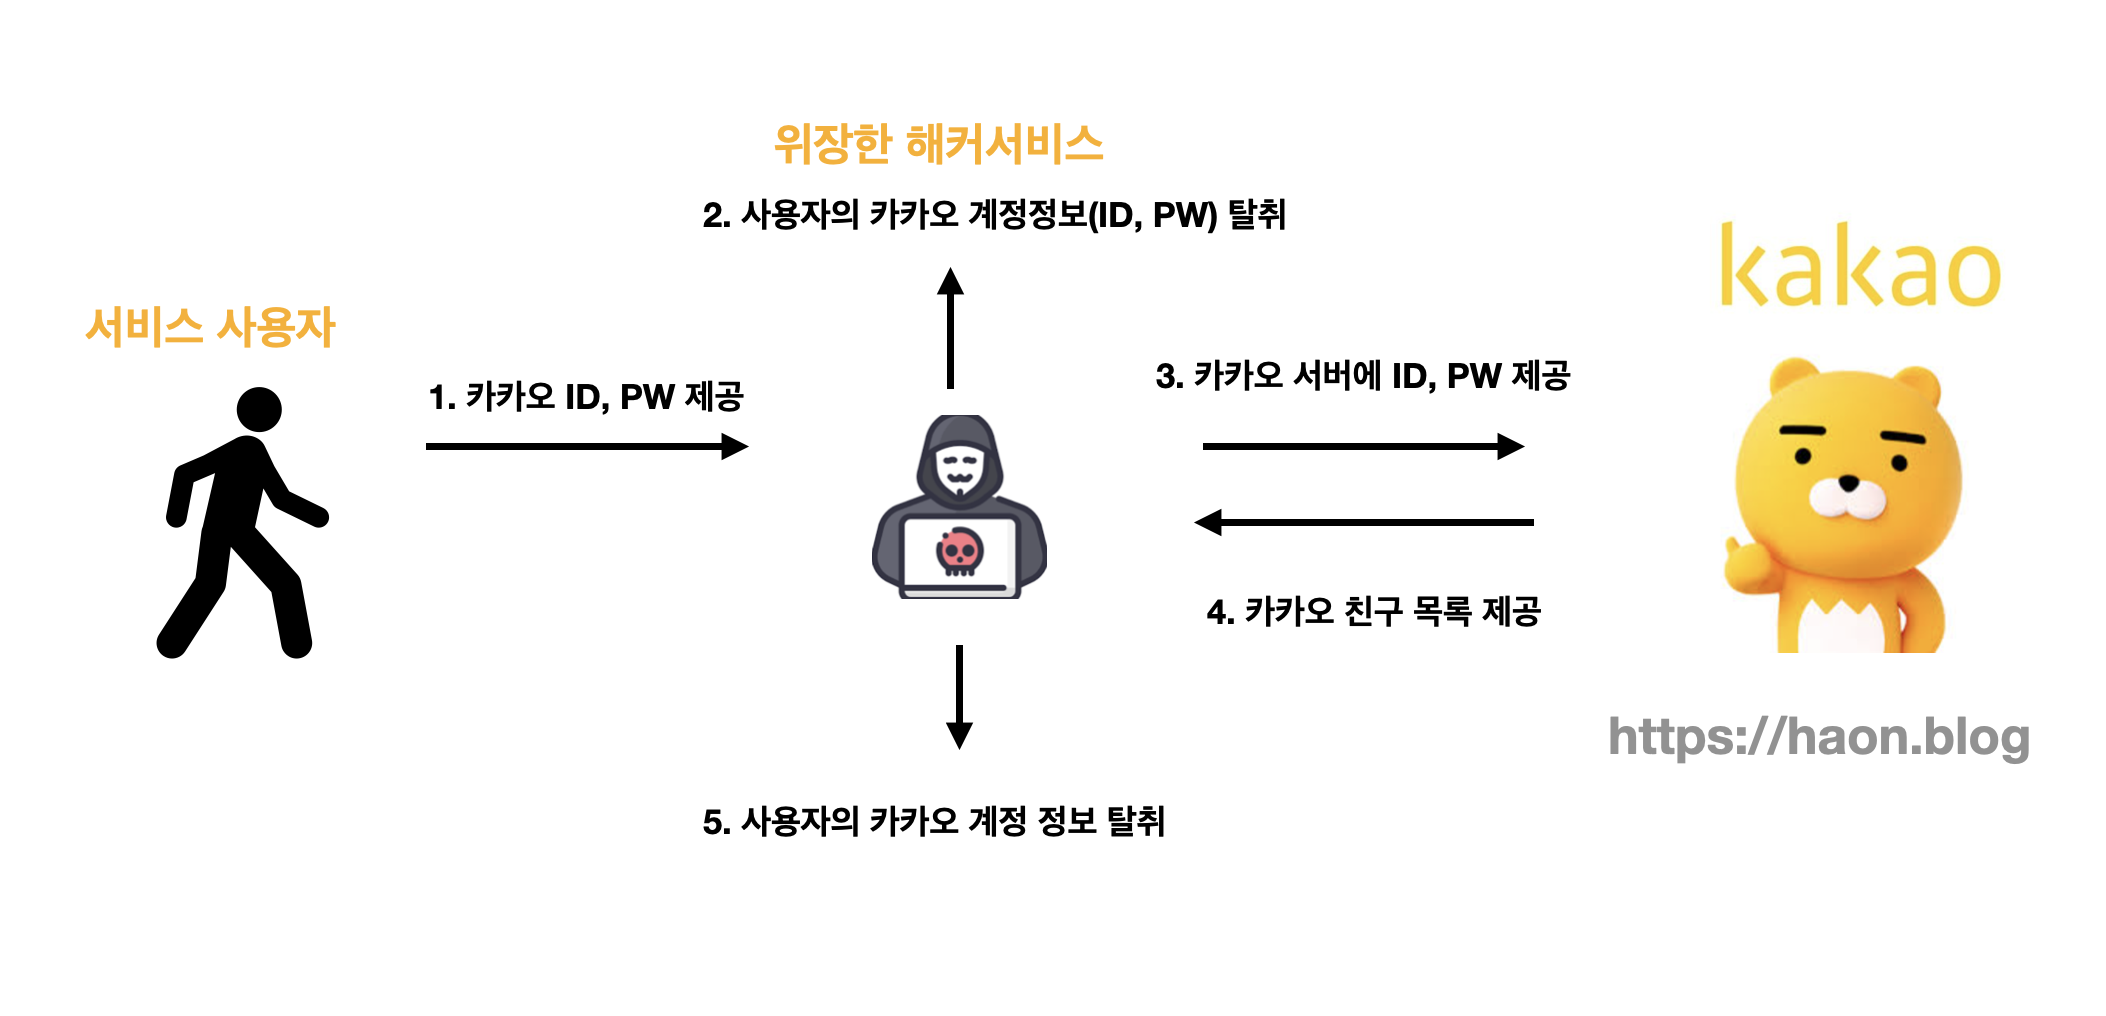 위장한 해커서비스
2. 사용자의 카카오 계정정보(ID, PW) 탈취
kakao
서비스 사용자
1. 카카오 ID, PW 제공
3. 카카오 서버에 ID, PW 제공
4. 카카오 친구 목록 제공
https://haon.blog
5. 사용자의 카카오 계정 정보 탈취